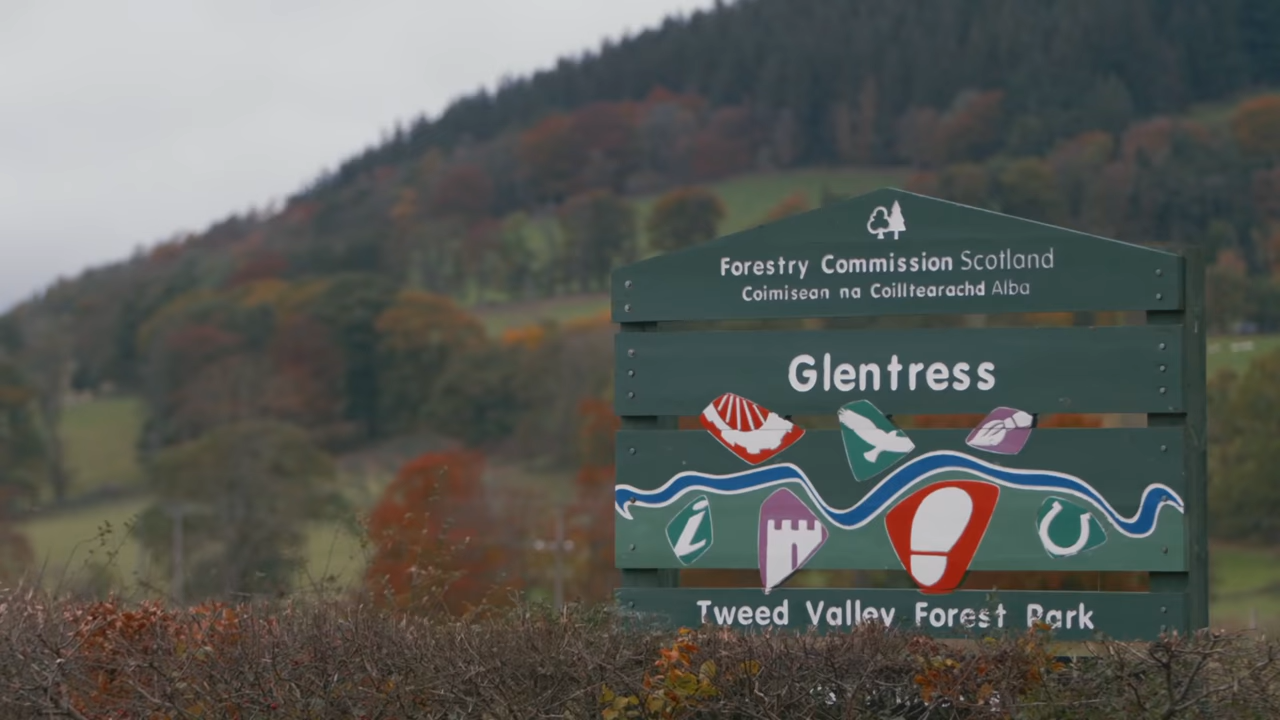 Forestry Commission Scotland
Coimisean na Coilltearachd Alba
Glentress
i
Tweed Valley Forest Park